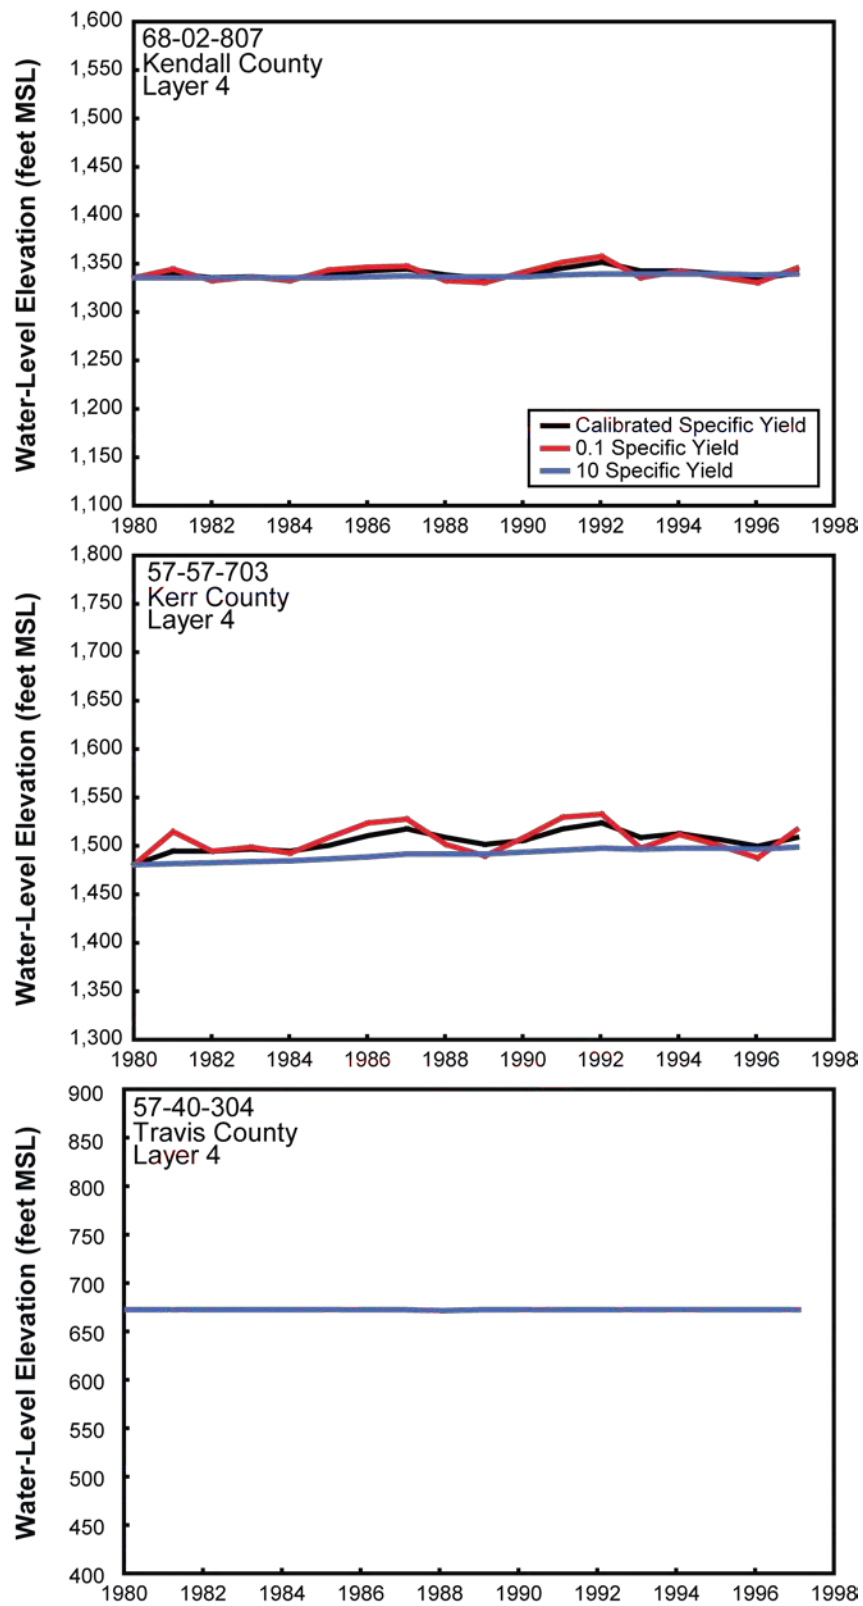 Water-Level Elevation (feet MSL)
1,600
1,550
1,500
1,450
1,400
1,350
1,300
1,250
1,200
1,150
1,100
68-02-807
Kendall County
Layer 4
Calibrated Specific Yield
0.1 Specific Yield
10 Specific Yield
1980 1982 1984 1986 1988 1990 1992 1994 1996 1998
Water-Level Elevation (feet MSL)
1,800
1,750
1,700
1,650
1,600
1,550
1,500
1,450
1,400
1,350
1,300
57-57-703
Kerr County
Layer 4
1980 1982 1984 1986 1988 1990 1992 1994 1996 1998
Water-Level Elevation (feet MSL)
900
850
800
750
700
650
600
550
500
450
400
57-40-304
Travis County
Layer 4
1980 1982 1984 1986 1988 1990 1992 1994 1996 1998